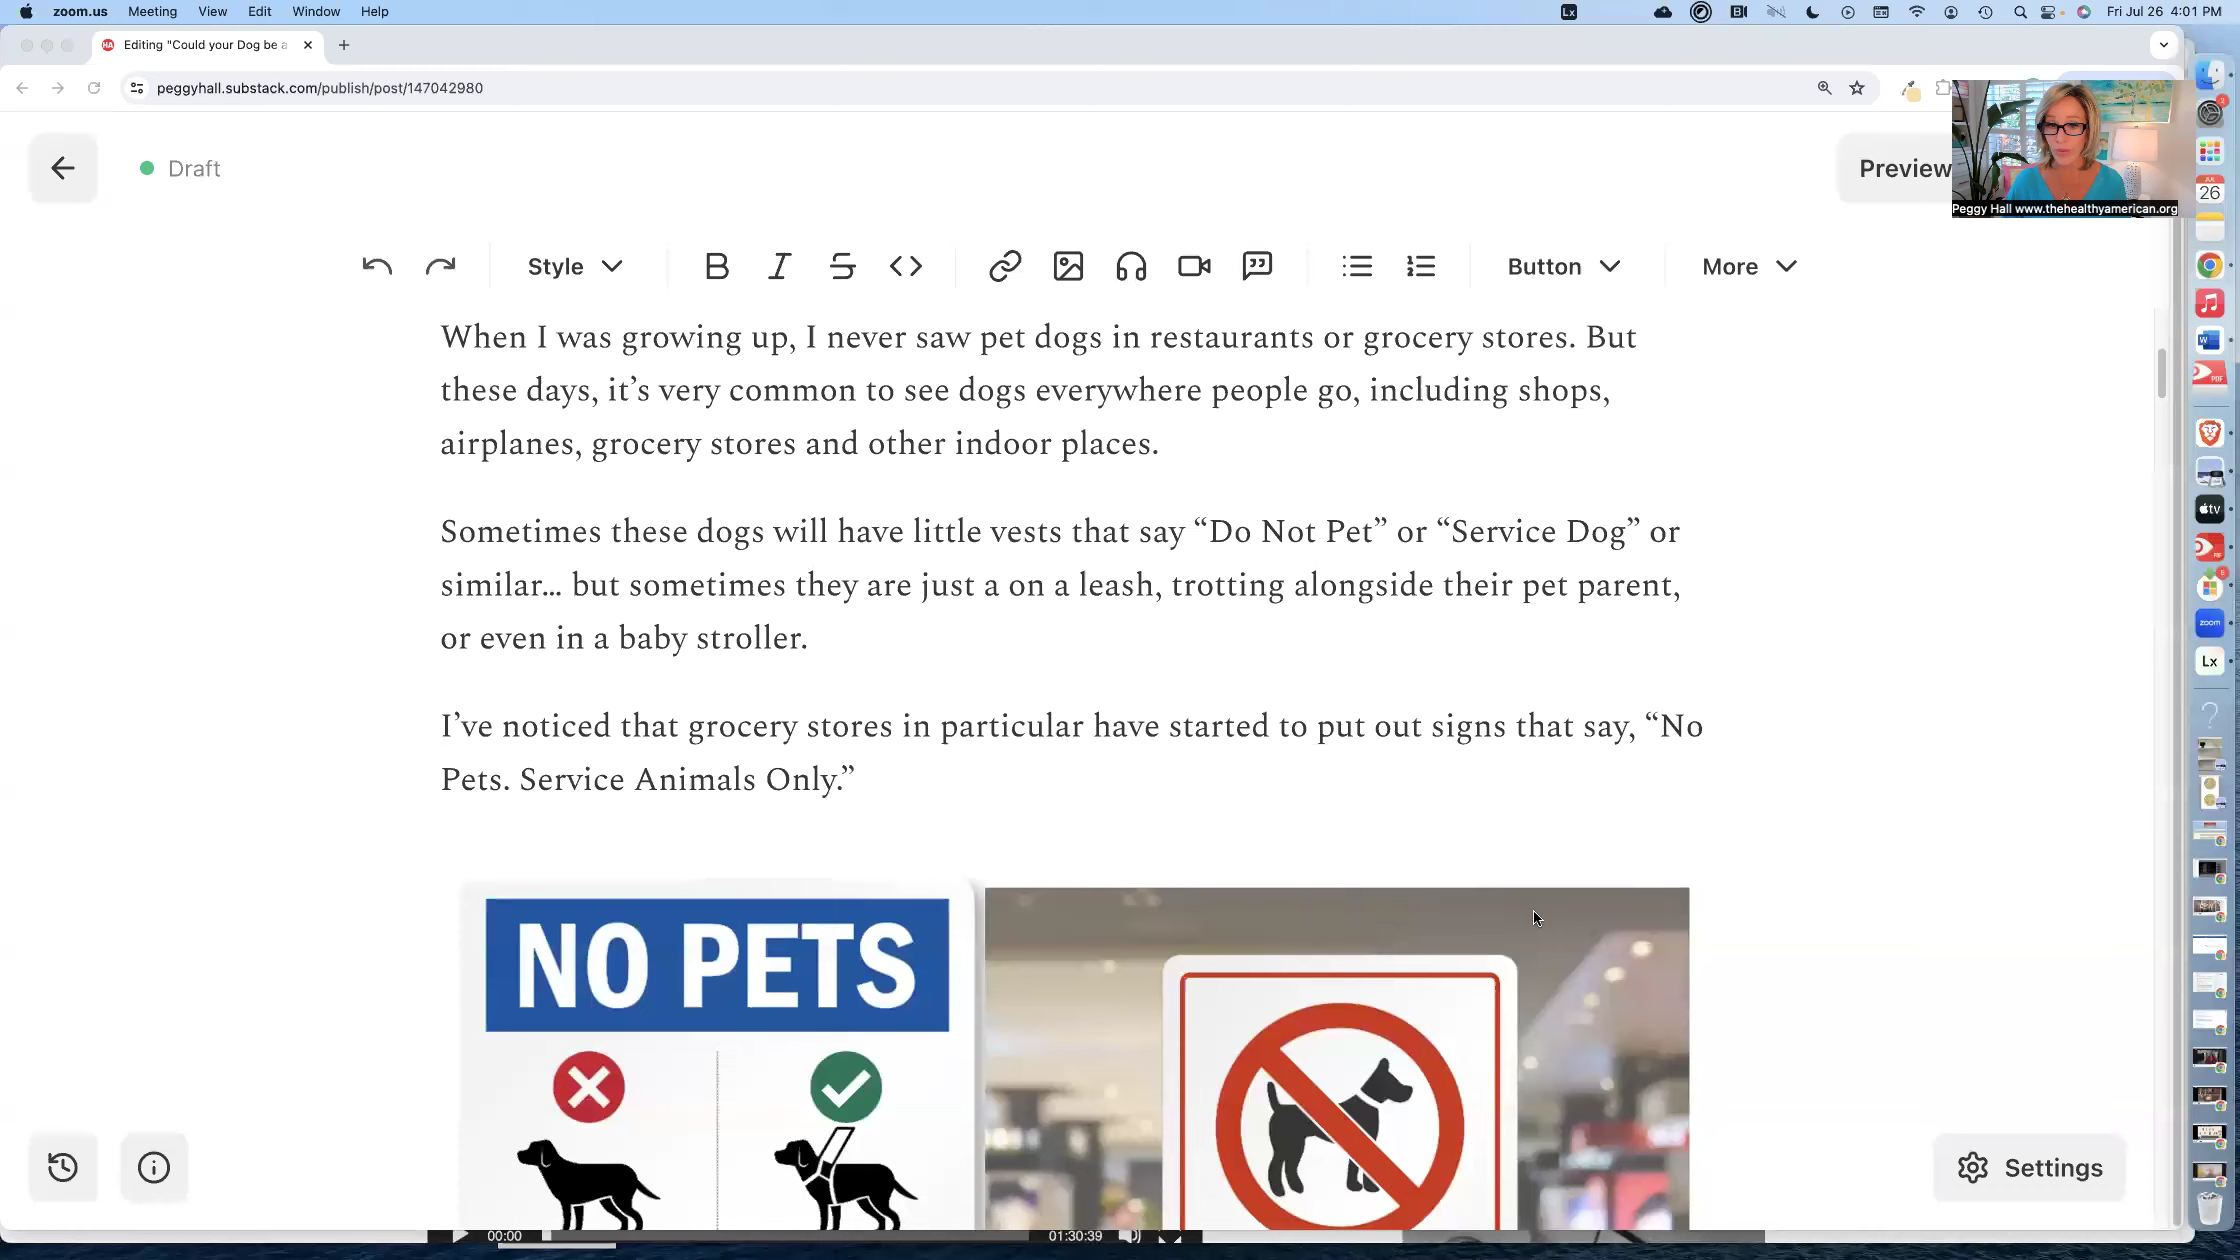 zoom.us Meeting View Edit Window Help
Lx
Fri Jul 26 4:01 PM
Editing "Could your Dog be a
peggyhall.substack.com/publish/post/147042980
Draft
Preview
Peggy Hall www.thehealthyamerican.org
JUL
26
Style
Button
More
When I was growing up, I never saw pet dogs in restaurants or grocery stores. But
these days, it’s very common to see dogs everywhere people go, including shops,
airplanes, grocery stores and other indoor places.
Sometimes these dogs will have little vests that say “Do Not Pet” or “Service Dog” or
similar... but sometimes they are just a on a leash, trotting alongside their pet parent,
or even in a baby stroller.
I’ve noticed that grocery stores in particular have started to put out signs that say, “No
Pets. Service Animals Only.”
NO PETS
Settings
00:00
01:30:39
tv
zoom
Lx